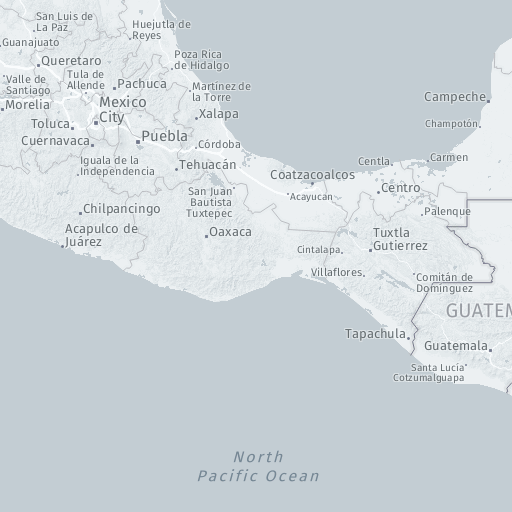 San Luis de
La Paz
Huejutla de
Reyes
Guanajuato
Poza Rica
de Hidalgo
Queretaro
Tula de
Allende
Valle de
Santiago
Pachuca
Martínez de
la Torre
Campeche
Morelia
Mexico
City
Xalapa
Toluca
Champotón
Puebla
Cuernavaca
Córdoba
Centla
Carmen
Iguala de la
Independencia
Tehuacán
Coatzacoalcos
San Juan
Bautista
Tuxtepec
Acayucan
Centro
Chilpancingo
Palenque
Acapulco de
Juárez
Oaxaca
Tuxtla
Gutierrez
Cintalapa
Villaflores
Comitán de
Domínguez
GUATEM
Tapachula
Guatemala
Santa Lucía
Cotzumalguapa
North
Pacific Ocean